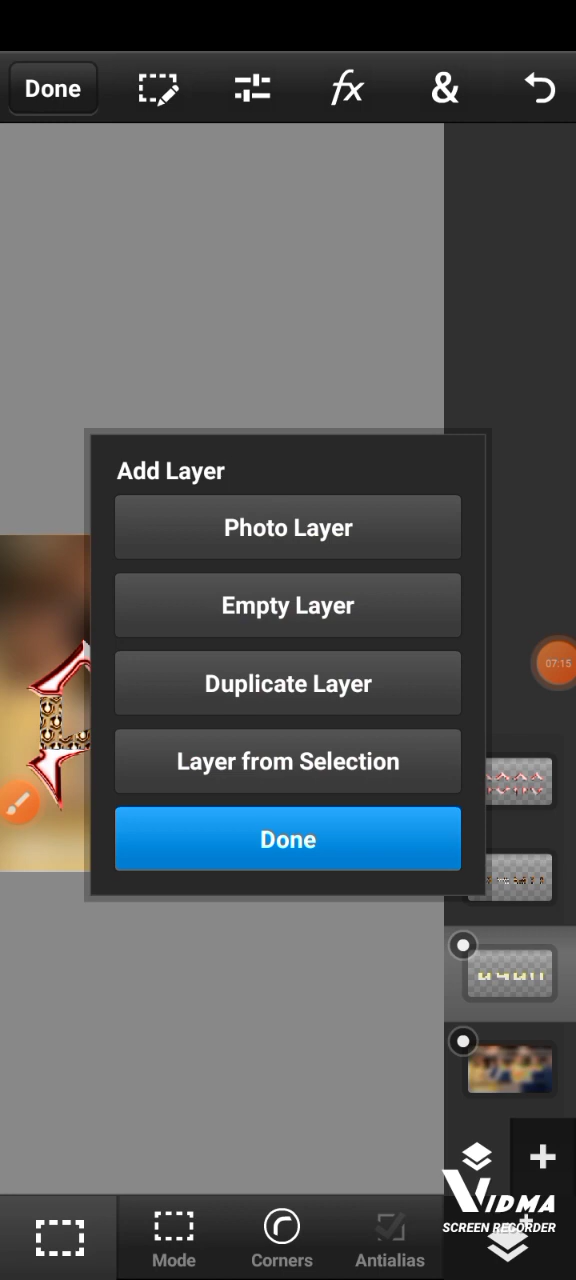 Done
fx
&
Add Layer
Photo Layer
Empty Layer
Duplicate Layer
07:15
Layer from Selection
Done
VIDMA
SCREEN RECORDER
Mode
Corners
Antialias